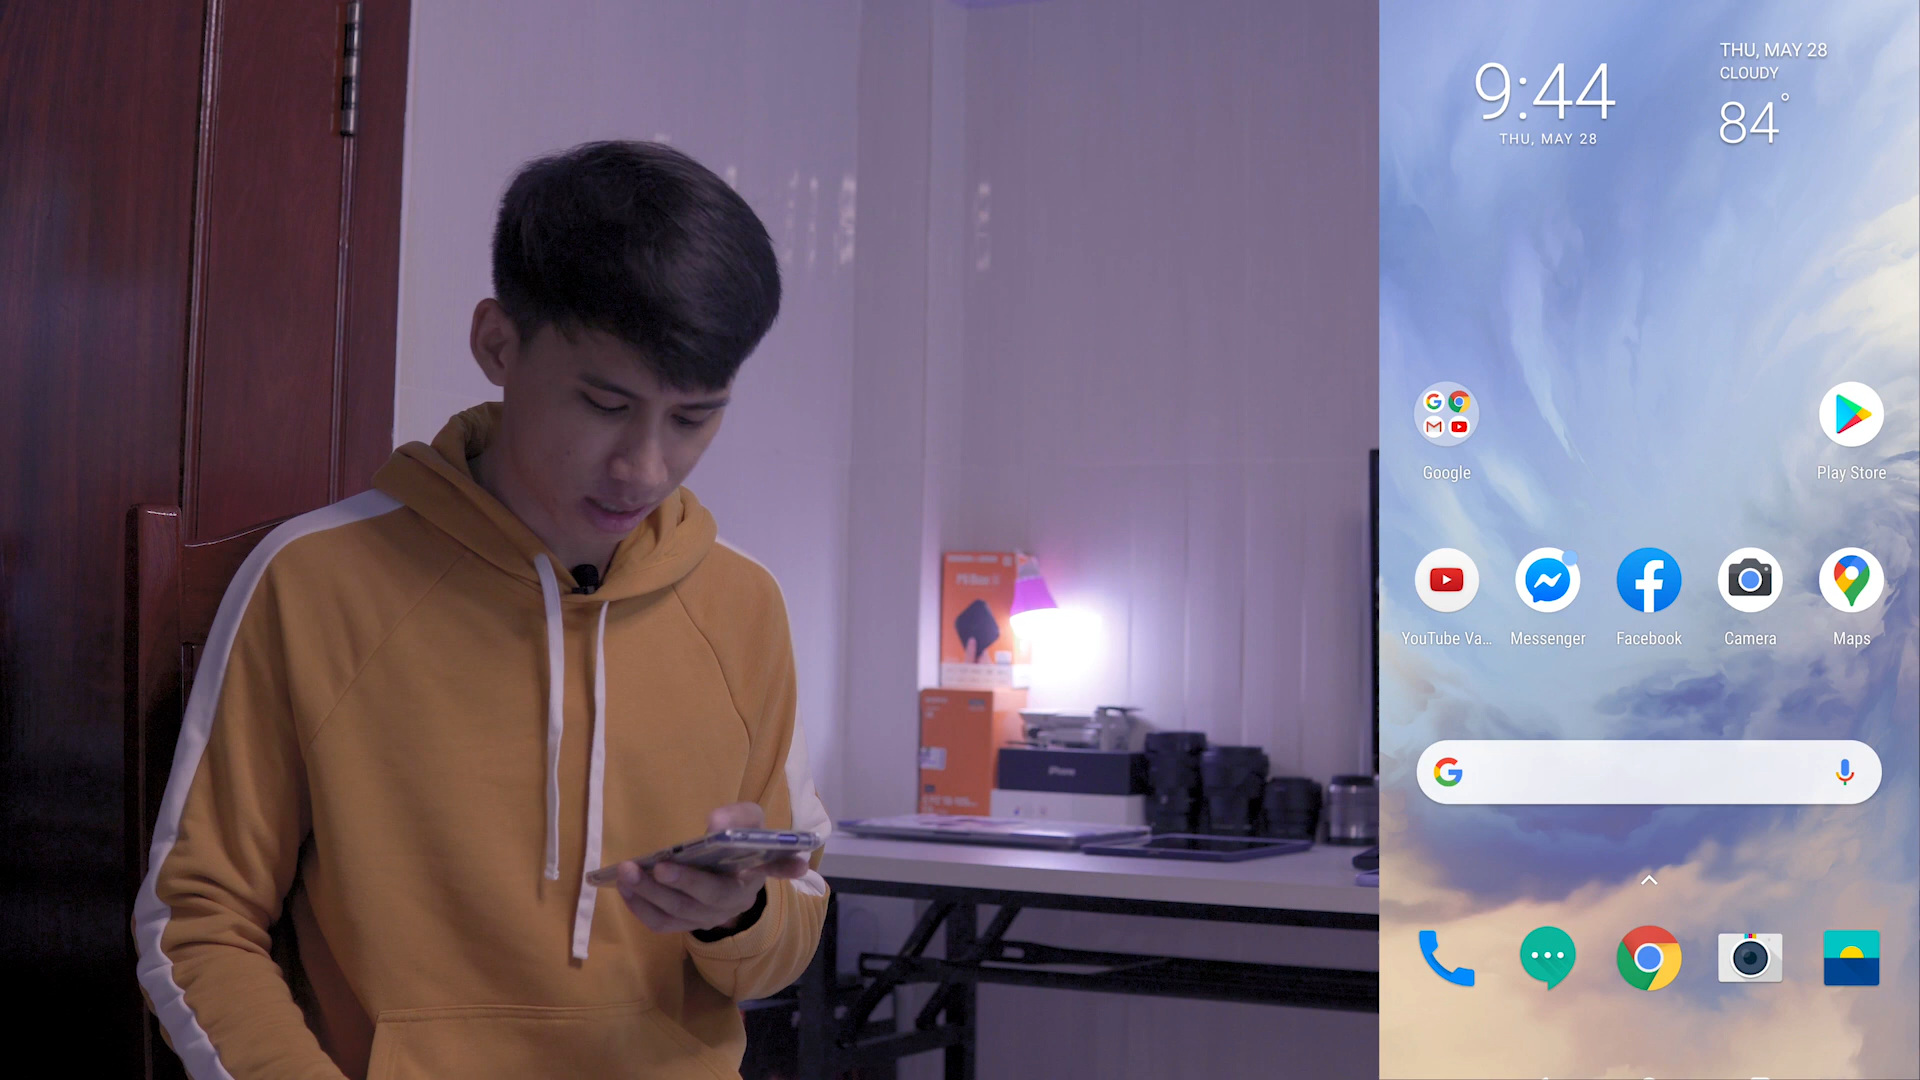 9:44
THU, MAY 28
THU, MAY 28
CLOUDY
84°
Google
Play Store
YouTube Va...
Messenger
Facebook
Camera
Maps
iPhone